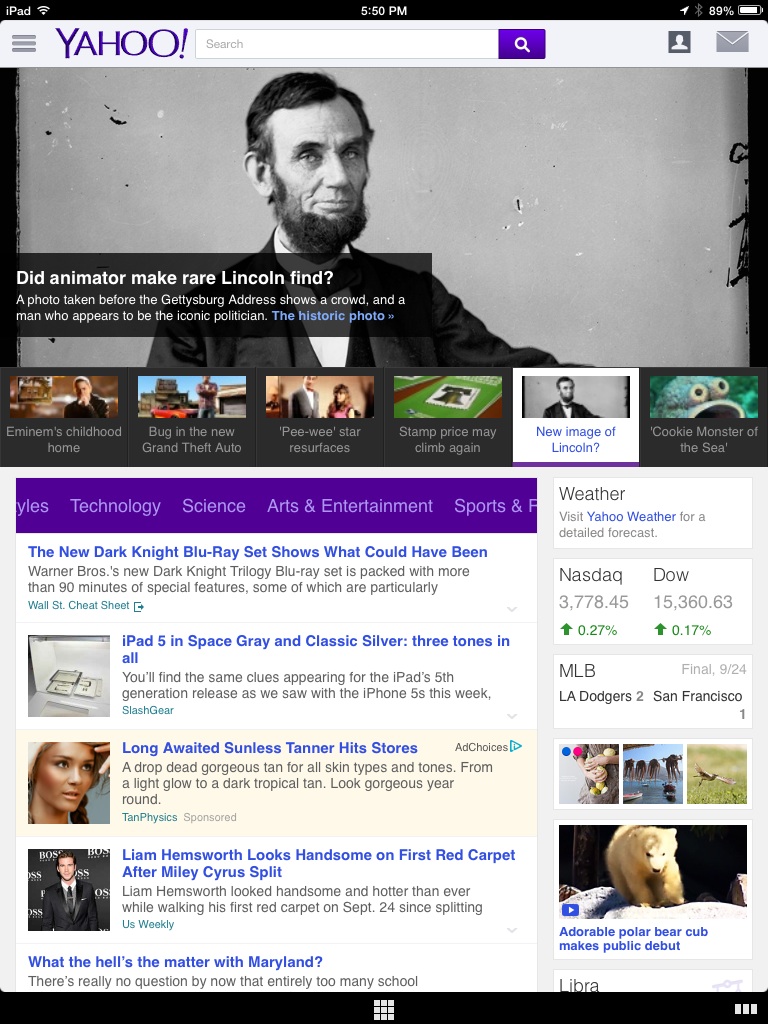 iPad
5:50 PM
89%
YAHOO!
Search
Did animator make rare Lincoln find?
A photo taken before the Gettysburg Address shows a crowd, and a
man who appears to be the iconic politician. The historic photo »
Eminem's childhood
home
Bug in the new
Grand Theft Auto
'Pee-wee' star
resurfaces
Stamp price may
climb again
New image of
Lincoln?
'Cookie Monster of
the Sea'
yles Technology Science Arts & Entertainment Sports & F
The New Dark Knight Blu-Ray Set Shows What Could Have Been
Warner Bros.'s new Dark Knight Trilogy Blu-ray set is packed with more
than 90 minutes of special features, some of which are particularly
Wall St. Cheat Sheet
iPad 5 in Space Gray and Classic Silver: three tones in
all
You'll find the same clues appearing for the iPad's 5th
generation release as we saw with the iPhone 5s this week,
SlashGear
Long Awaited Sunless Tanner Hits Stores
AdChoices
A drop dead gorgeous tan for all skin types and tones. From
a light glow to a dark tropical tan. Look gorgeous year
round.
TanPhysics Sponsored
BOSS
BOSS
OSS
Liam Hemsworth Looks Handsome on First Red Carpet
After Miley Cyrus Split
Liam Hemsworth looked handsome and hotter than ever
while walking his first red carpet on Sept. 24 since splitting
Us Weekly
What the hell's the matter with Maryland?
There's really no question by now that entirely too many school
Weather
Visit Yahoo Weather for a
detailed forecast.
Nasdaq Dow
3,778.45 15,360.63
0.27% 0.17%
MLB Final, 9/24
LA Dodgers 2 San Francisco
1
Adorable polar bear cub
makes public debut
Libra